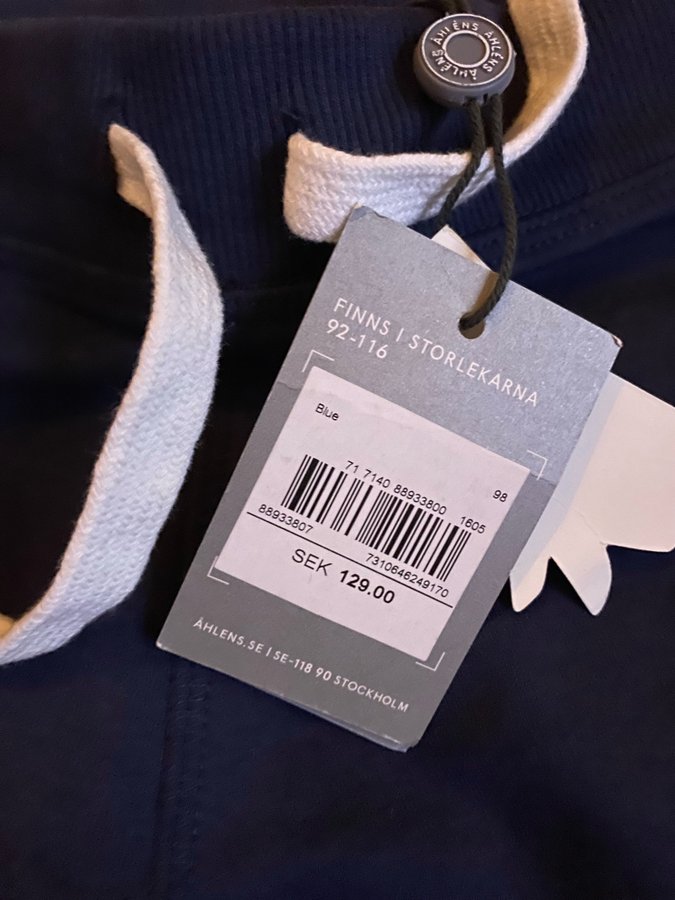 ÅHLÉNS ÅHLÉNS ÅHLÉNS
FINNS I STORLEKARNA
92-116
Blue
98
71 7140 88933800 1605
88933807
7310646249170
SEK 129.00
ÅHLENS.SE I SE-118 90 STOCKHOLM